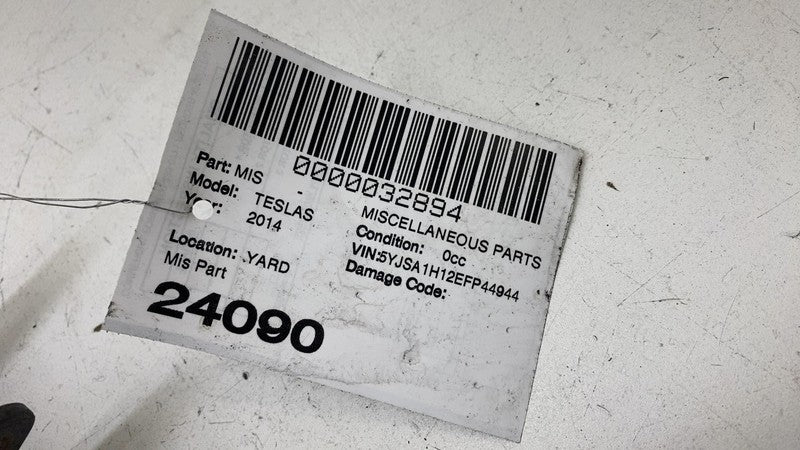 0000032894
Part: MIS - MISCELLANEOUS PARTS
Model: TESLAS Condition: 0cc
Year: 2014 VIN:5YJSA1H12EFP44944
Damage Code:
Location: YARD
Mis Part
24090